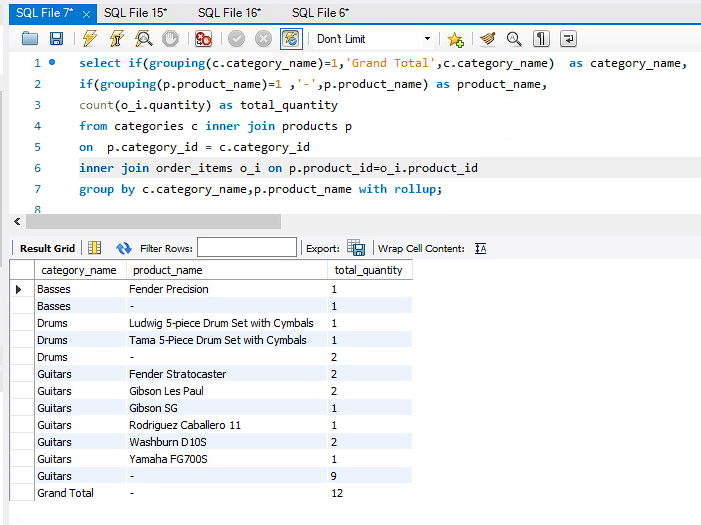 SQL File 7* × SQL File 15* SQL File 16* SQL File 6*
Don't Limit
1 select if(grouping(c.category_name)=1,'Grand Total',c.category_name)  as category_name,
2 if(grouping(p.product_name)=1 ,'-',p.product_name) as product_name,
3 count(o_i.quantity) as total_quantity
4 from categories c inner join products p
5 on  p.category_id = c.category_id
6 inner join order_items o_i on p.product_id=o_i.product_id
7 group by c.category_name,p.product_name with rollup;
8
Result Grid Filter Rows: Export: Wrap Cell Content: IA
category_name product_name total_quantity
Basses Fender Precision 1
Basses - 1
Drums Ludwig 5-piece Drum Set with Cymbals 1
Drums Tama 5-Piece Drum Set with Cymbals 1
Drums - 2
Guitars Fender Stratocaster 2
Guitars Gibson Les Paul 2
Guitars Gibson SG 1
Guitars Rodriguez Caballero 11 1
Guitars Washburn D10S 2
Guitars Yamaha FG700S 1
Guitars - 9
Grand Total - 12